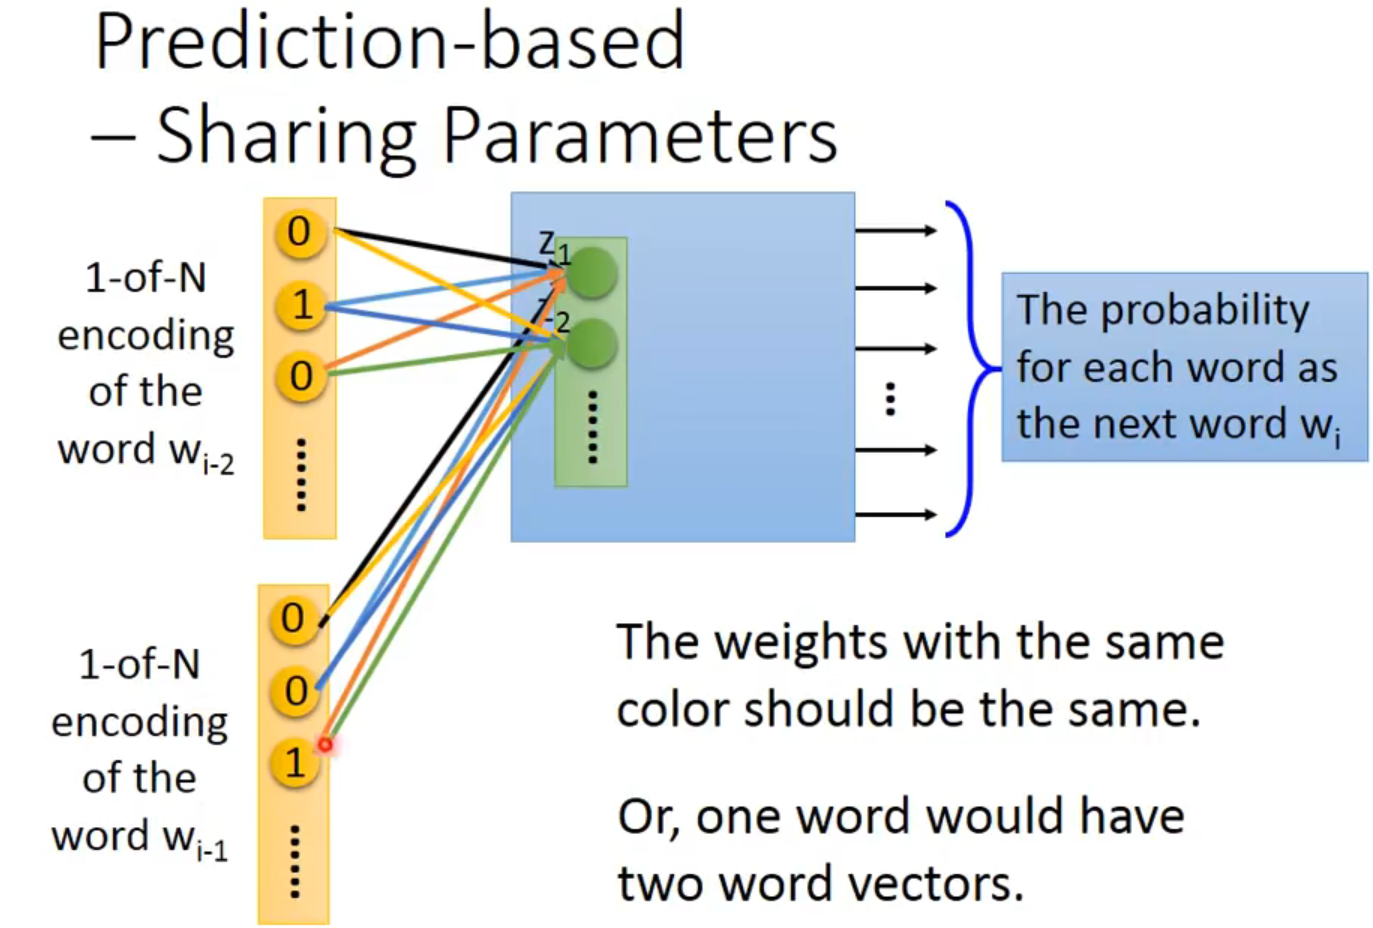 Prediction-based
– Sharing Parameters
0
1
0
1-of-N
encoding
of the
word w_{i-2}
z_1
z_2
The probability
for each word as
the next word w_i
0
0
1
1-of-N
encoding
of the
word w_{i-1}
The weights with the same
color should be the same.
Or, one word would have
two word vectors.